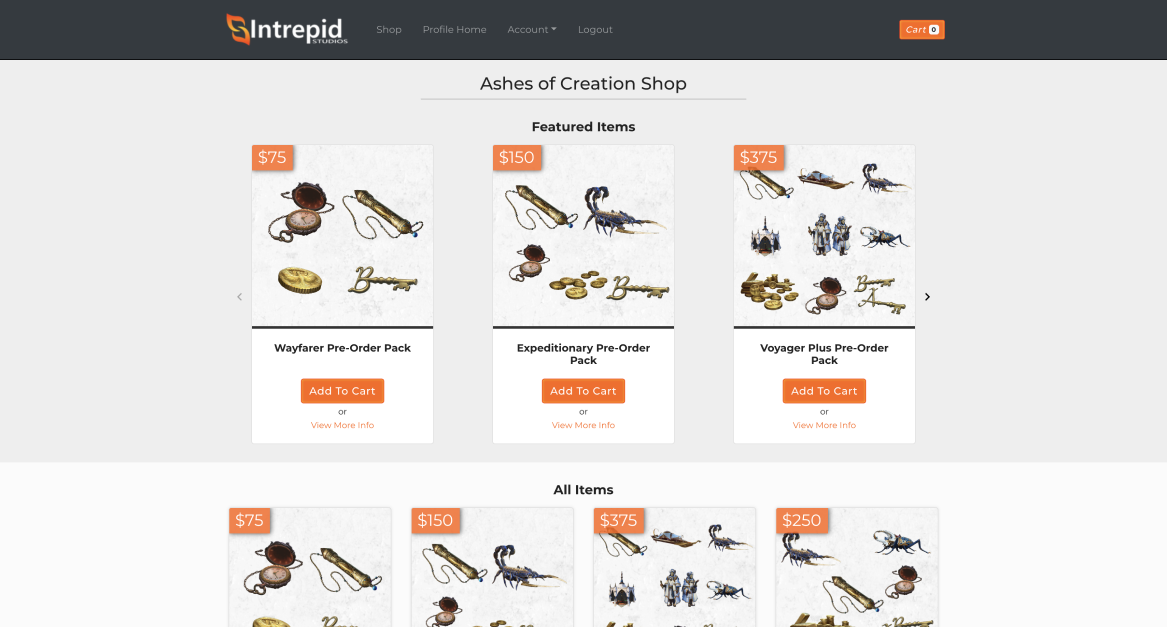 Intrepid
STUDIOS
Shop
Profile Home
Account
Logout
Cart 0
Ashes of Creation Shop
Featured Items
$75
$150
$375
Wayfarer Pre-Order Pack
Add To Cart
or
View More Info
Expeditionary Pre-Order
Pack
Add To Cart
or
View More Info
Voyager Plus Pre-Order
Pack
Add To Cart
or
View More Info
All Items
$75
$150
$375
$250